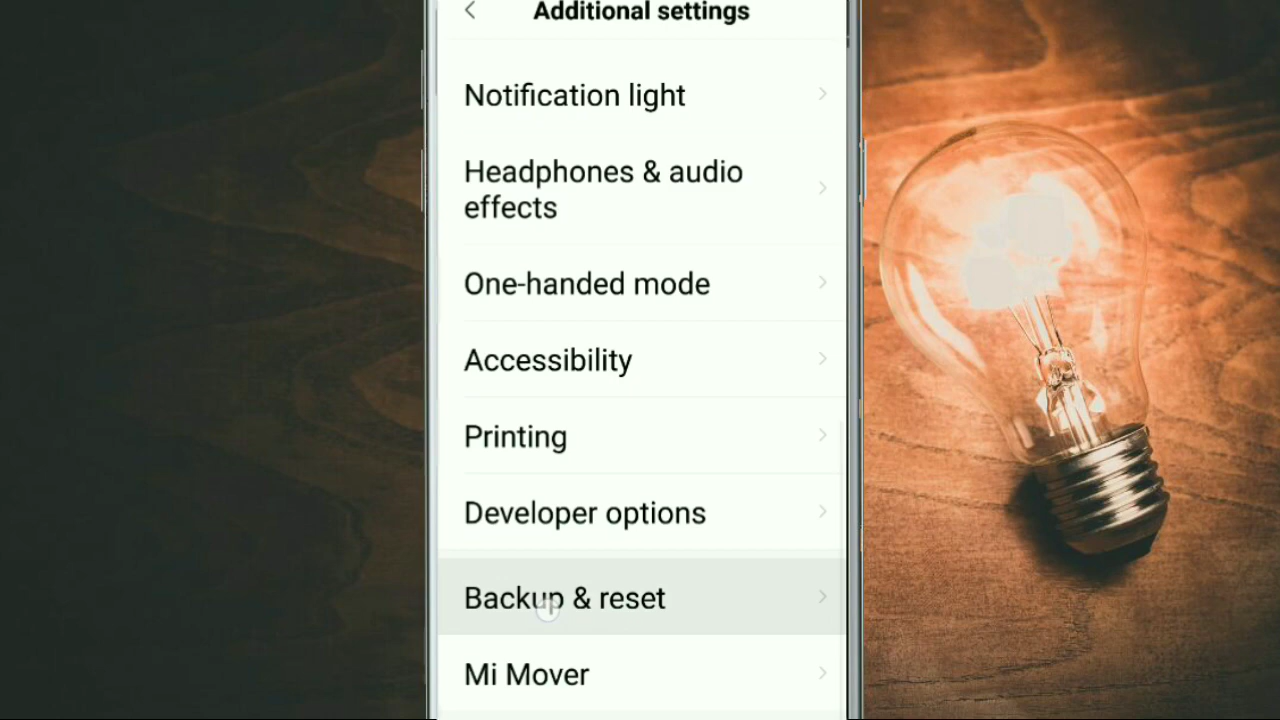 Additional settings
Notification light
Headphones & audio
effects
One-handed mode
Accessibility
Printing
Developer options
Backup & reset
Mi Mover